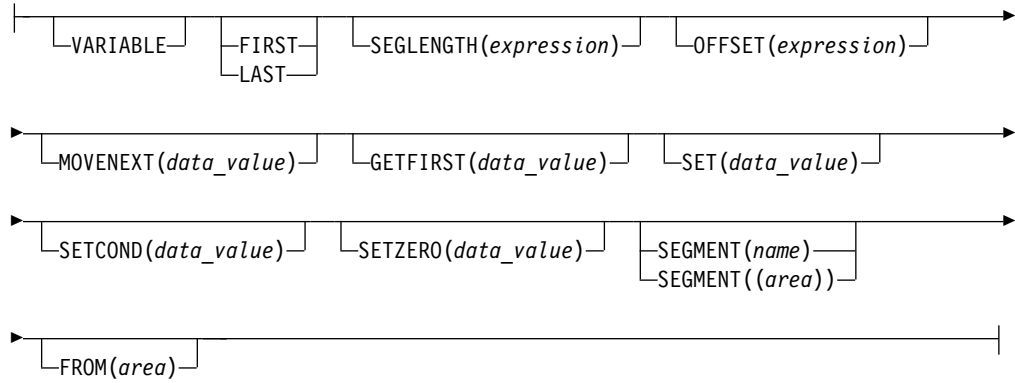 VARIABLE FIRST SEGLENGTH(expression) OFFSET(expression)
LAST
MOVENEXT(data_value) GETFIRST(data_value) SET(data_value)
SETCOND(data_value) SETZERO(data_value) SEGMENT(name)
SEGMENT((area))
FROM(area)